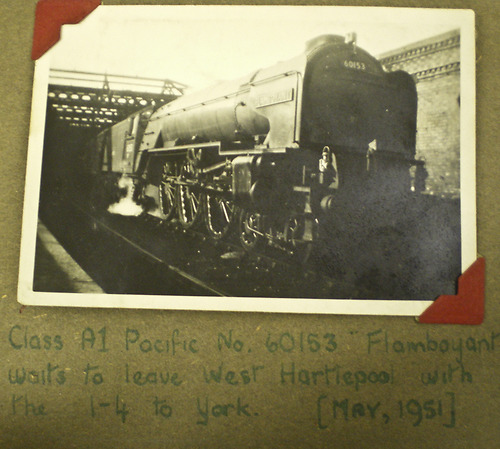 60153
Class A1 Pacific No. 60153 "Flamboyant
waits to leave West Hartlepool with
the 1-4 to York. [MAY, 1951]